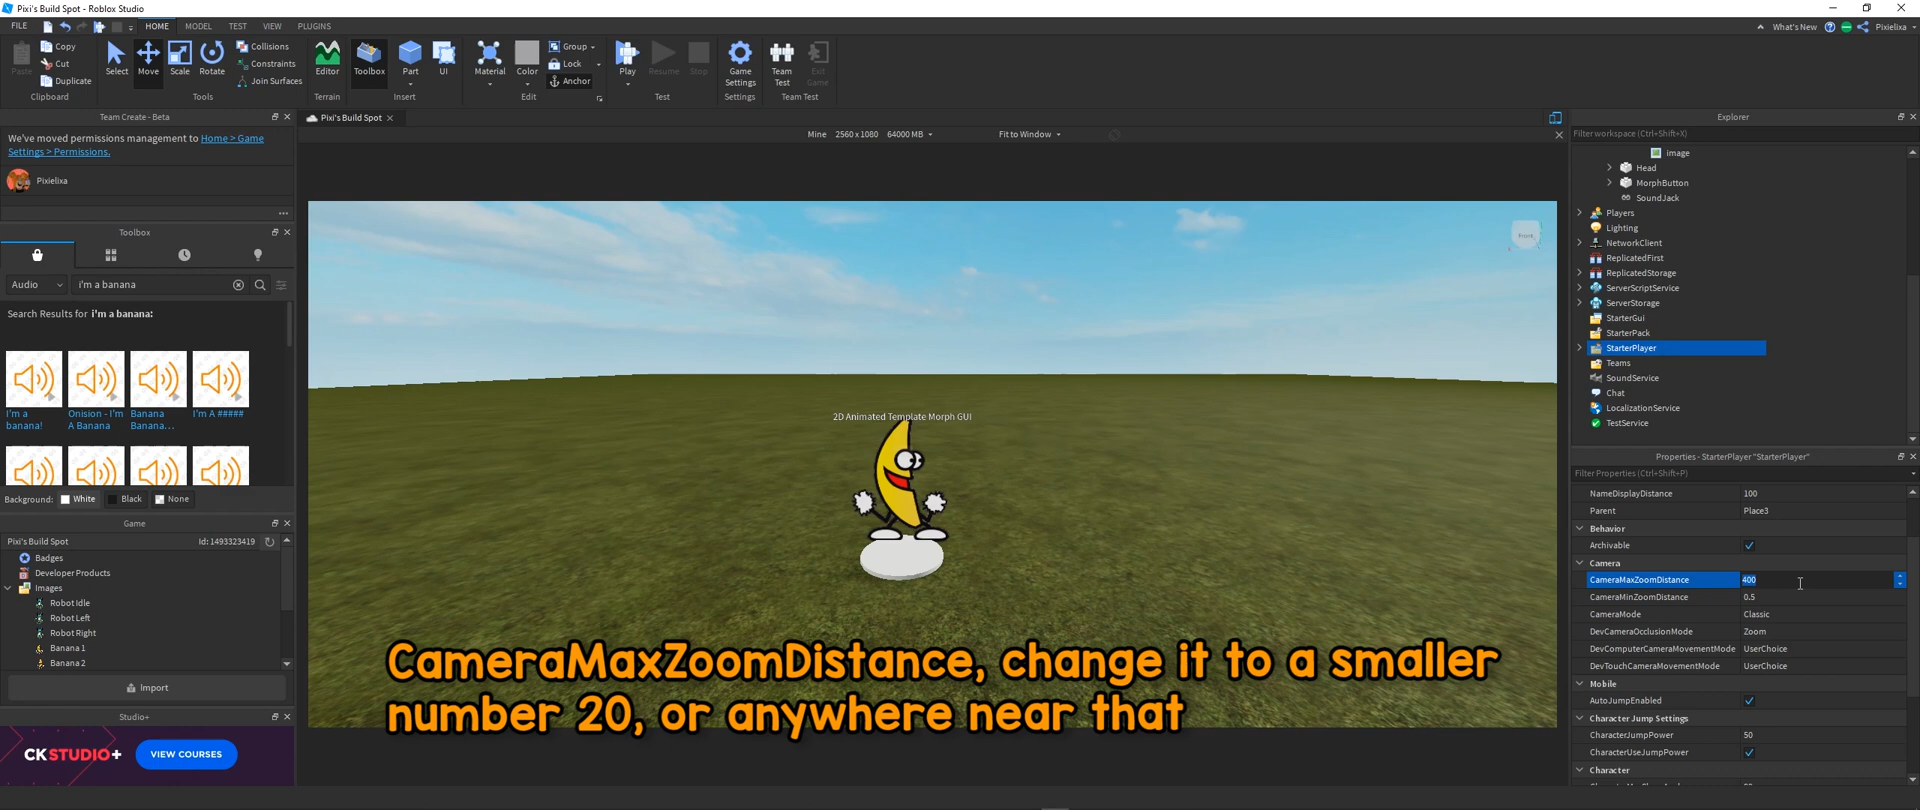 Pixi's Build Spot - Roblox Studio
FILE HOME MODEL TEST VIEW PLUGINS
What's New Pixielixa
Paste
Copy
Cut
Duplicate
Clipboard
Select Move Scale Rotate
Collisions
Constraints
Join Surfaces
Tools
Editor
Terrain
Toolbox Part UI
Insert
Material Color
Group
Lock
Anchor
Edit
Play Resume Stop
Test
Game
Settings
Settings
Team
Test
Exit
Game
Team Test
Team Create - Beta
We've moved permissions management to Home > Game
Settings > Permissions.
Pixielixa
Toolbox
Audio i'm a banana
Search Results for i'm a banana:
I'm a
banana!
Onision - I'm
A Banana
Banana
Banana...
I'm A #####
Background: White Black None
Game
Pixi's Build Spot Id: 1493323419
Badges
Developer Products
Images
Robot Idle
Robot Left
Robot Right
Banana 1
Banana 2
Import
Studio+
CKSTUDIO+ VIEW COURSES
Pixi's Build Spot
Mine 2560 x 1080 64000 MB Fit to Window
Front
2D Animated Template Morph GUI
CameraMaxZoomDistance, change it to a smaller
number 20, or anywhere near that
Explorer
Filter workspace (Ctrl+Shift+X)
image
Head
MorphButton
SoundJack
Players
Lighting
NetworkClient
ReplicatedFirst
ReplicatedStorage
ServerScriptService
ServerStorage
StarterGui
StarterPack
StarterPlayer
Teams
SoundService
Chat
LocalizationService
TestService
Properties - StarterPlayer "StarterPlayer"
Filter Properties (Ctrl+Shift+P)
NameDisplayDistance 100
Parent Place3
Behavior
Archivable
Camera
CameraMaxZoomDistance 400
CameraMinZoomDistance 0.5
CameraMode Classic
DevCameraOcclusionMode Zoom
DevComputerCameraMovementMode UserChoice
DevTouchCameraMovementMode UserChoice
Mobile
AutoJumpEnabled
Character Jump Settings
CharacterJumpPower 50
CharacterUseJumpPower
Character